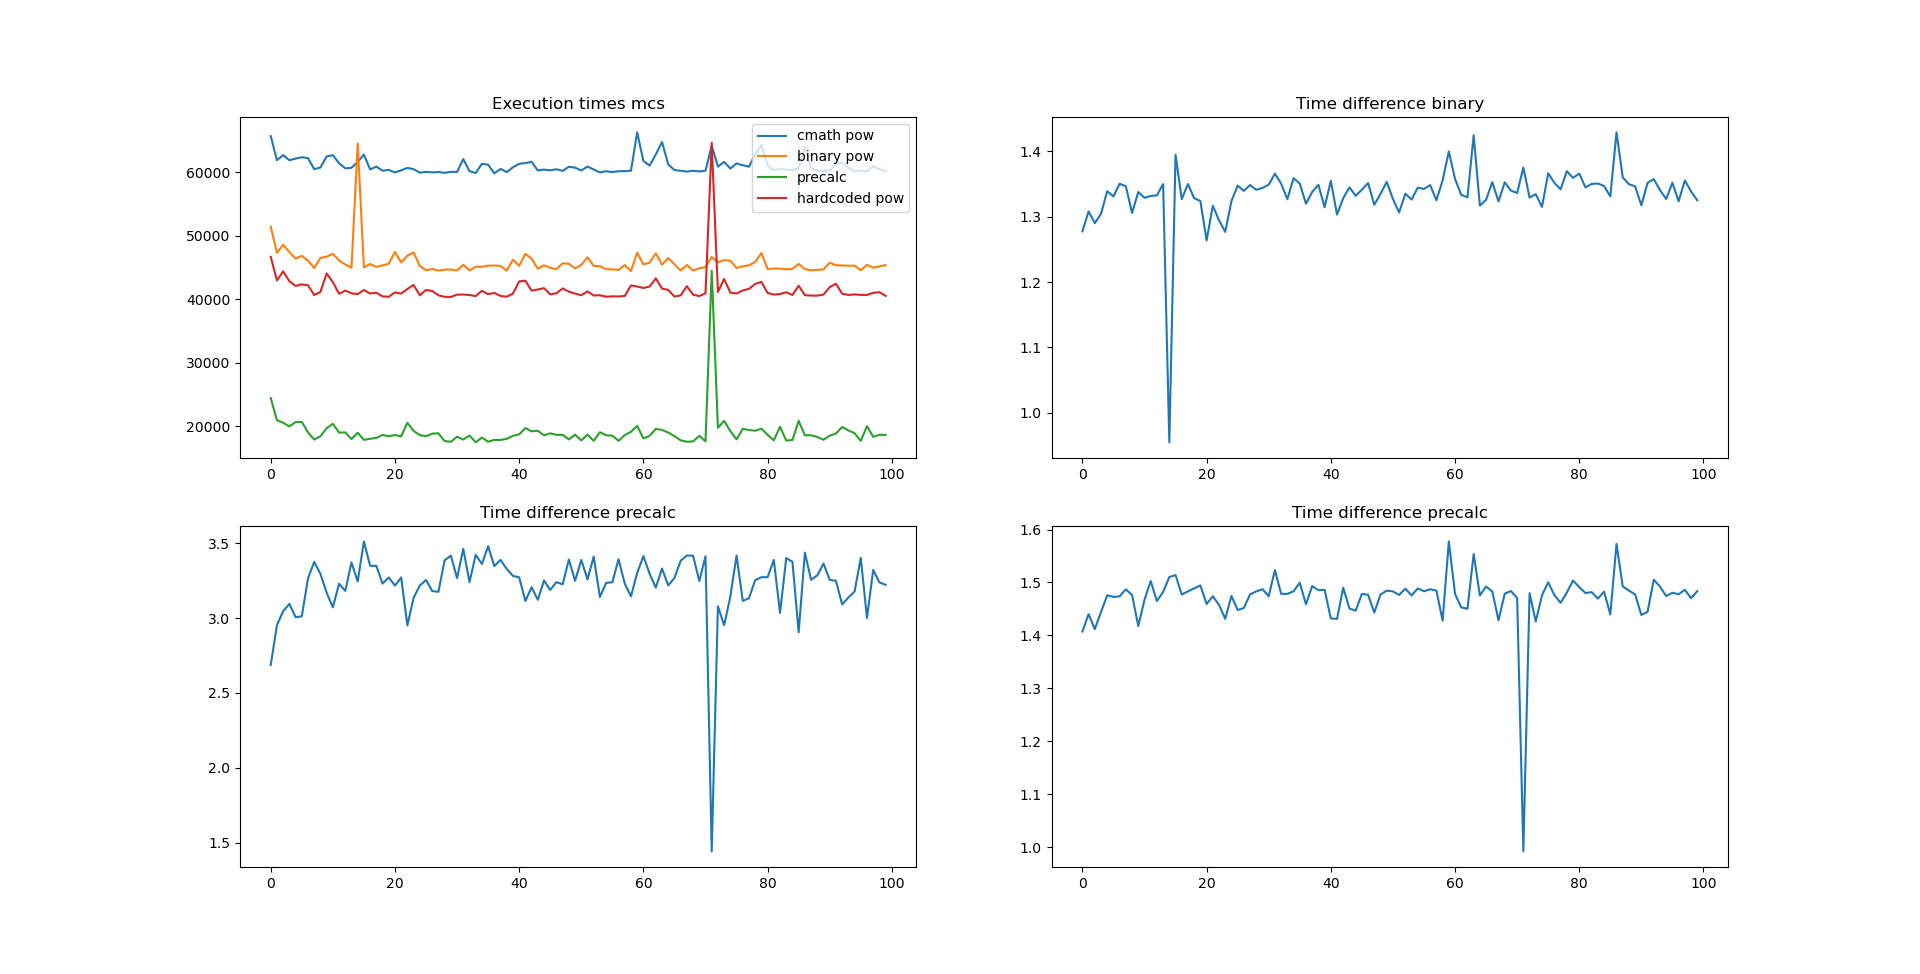 Execution times mcs
cmath pow
binary pow
precalc
hardcoded pow
60000
50000
40000
30000
20000
0 20 40 60 80 100
Time difference binary
1.4
1.3
1.2
1.1
1.0
0 20 40 60 80 100
Time difference precalc
3.5
3.0
2.5
2.0
1.5
0 20 40 60 80 100
Time difference precalc
1.6
1.5
1.4
1.3
1.2
1.1
1.0
0 20 40 60 80 100